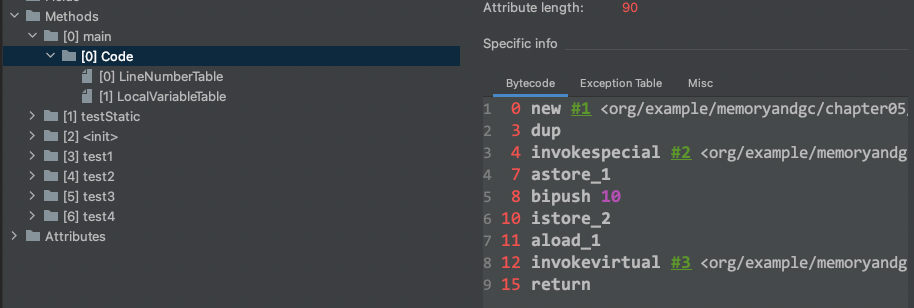 Methods
[0] main
[0] Code
[0] LineNumberTable
[1] LocalVariableTable
[1] testStatic
[2] <init>
[3] test1
[4] test2
[5] test3
[6] test4
Attributes
Attribute length: 90
Specific info
Bytecode Exception Table Misc
1 0 new #1 <org/example/memoryandgc/chapter05/
2 3 dup
3 4 invokespecial #2 <org/example/memoryandg
4 7 astore_1
5 8 bipush 10
6 10 istore_2
7 11 aload_1
8 12 invokevirtual #3 <org/example/memoryandg
9 15 return